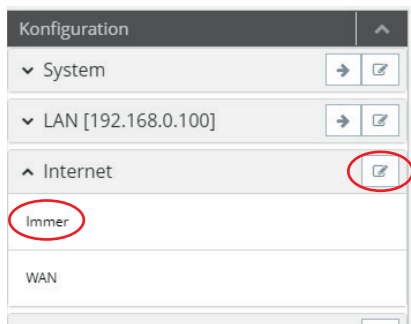 Konfiguration
System
LAN [192.168.0.100]
Internet
Immer
WAN